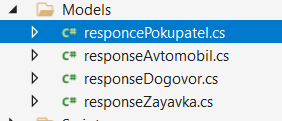 Models
C# responcePokupatel.cs
C# responseAvtomobil.cs
C# responseDogovor.cs
C# responseZayavka.cs